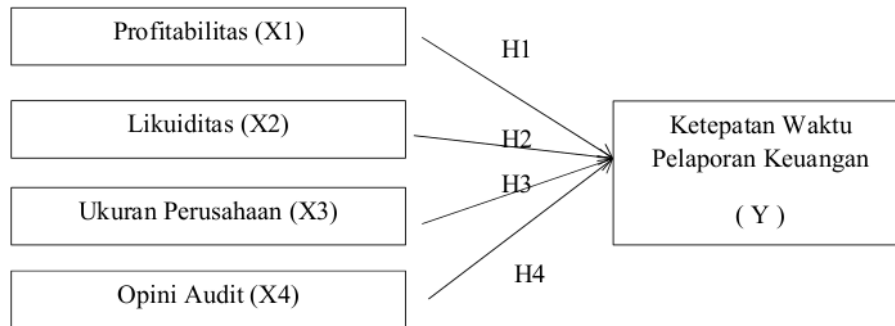 Profitabilitas (X1)
H1
Likuiditas (X2)
H2
Ketepatan Waktu
Pelaporan Keuangan
( Y )
Ukuran Perusahaan (X3)
H3
Opini Audit (X4)
H4